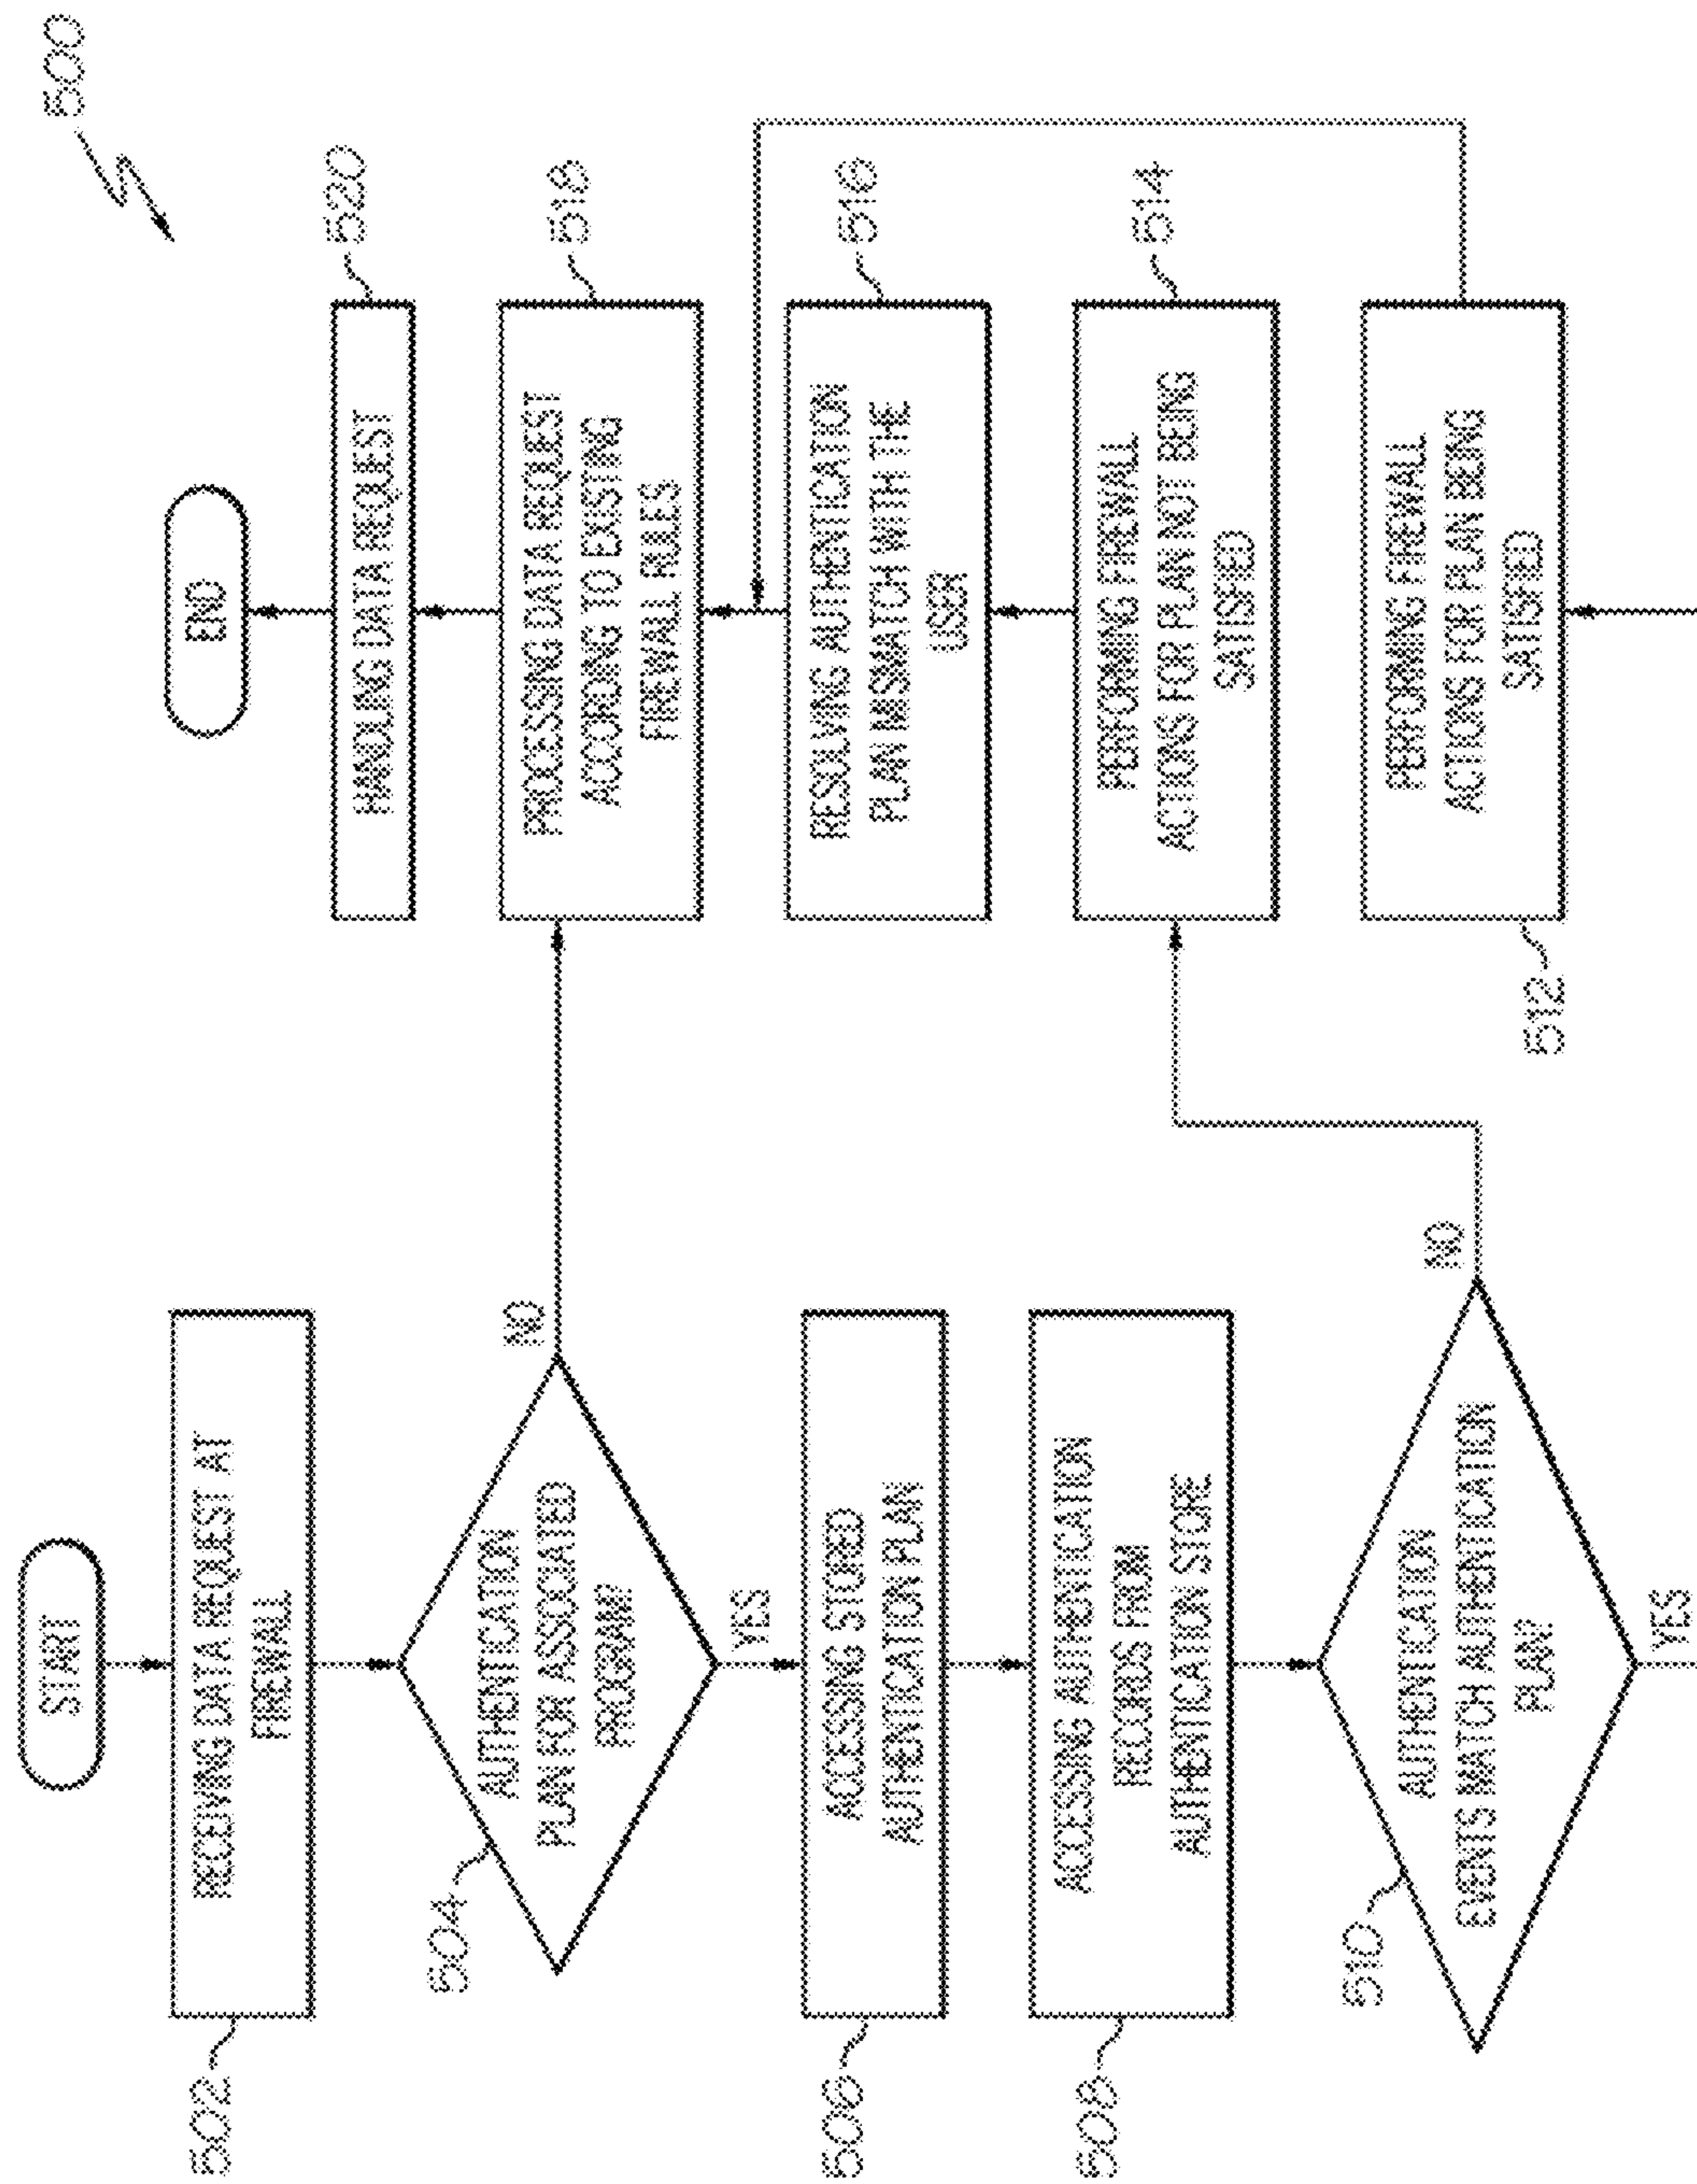 500
START
502
RECEIVING DATA REQUEST AT
FIREWALL
504
AUTHENTICATION
PLAN FOR ASSOCIATED
PROGRAM?
NO
YES
506
ACCESSING STORED
AUTHENTICATION PLAN
508
ACCESSING AUTHENTICATION
RECORDS FROM
AUTHENTICATION STORE
510
AUTHENTICATION
EVENTS MATCH AUTHENTICATION
PLAN?
NO
YES
END
520
HANDLING DATA REQUEST
518
PROCESSING DATA REQUEST
ACCORDING TO EXISTING
FIREWALL RULES
516
RESOLVING AUTHENTICATION
PLAN MISMATCH WITH THE
USER
514
PERFORMING FIREWALL
ACTIONS FOR PLAN NOT BEING
SATISFIED
512
PERFORMING FIREWALL
ACTIONS FOR PLAN BEING
SATISFIED